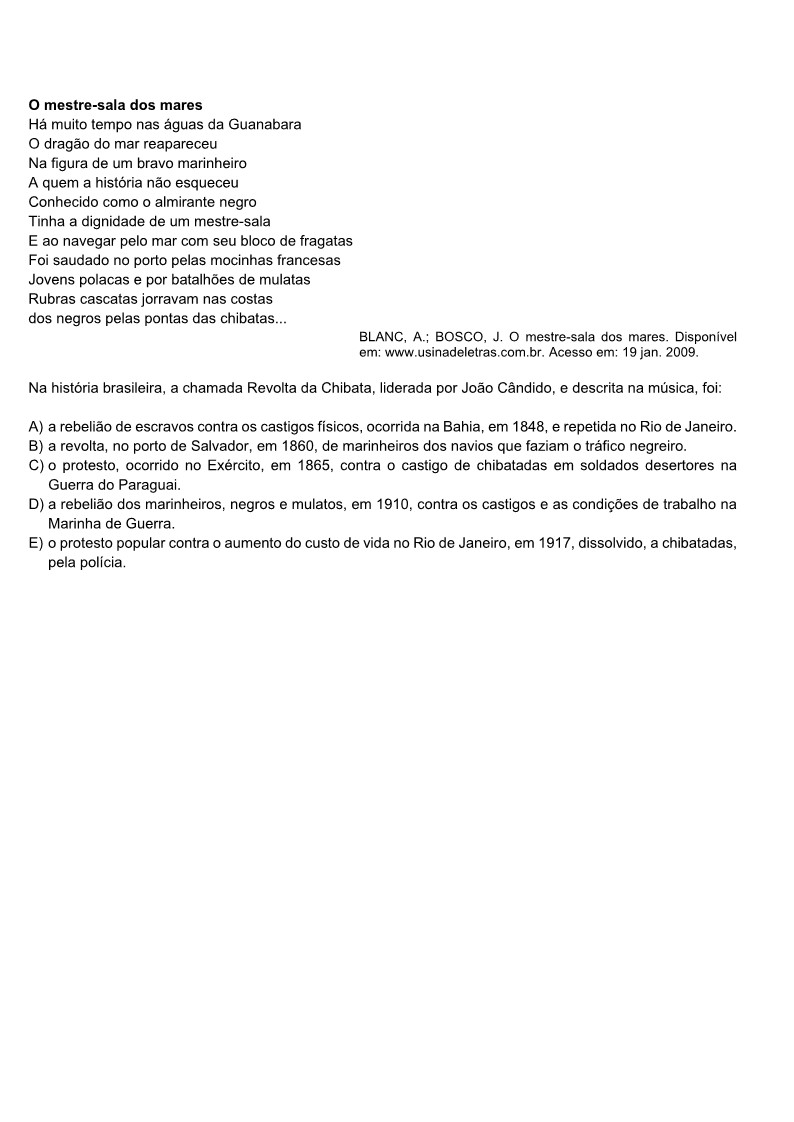 O mestre-sala dos mares
Há muito tempo nas águas da Guanabara
O dragão do mar reapareceu
Na figura de um bravo marinheiro
A quem a história não esqueceu
Conhecido como o almirante negro
Tinha a dignidade de um mestre-sala
E ao navegar pelo mar com seu bloco de fragatas
Foi saudado no porto pelas mocinhas francesas
Jovens polacas e por batalhões de mulatas
Rubras cascatas jorravam nas costas
dos negros pelas pontas das chibatas...
BLANC, A.; BOSCO, J. O mestre-sala dos mares. Disponível
em: www.usinadeletras.com.br. Acesso em: 19 jan. 2009.
Na história brasileira, a chamada Revolta da Chibata, liderada por João Cândido, e descrita na música, foi:
A) a rebelião de escravos contra os castigos físicos, ocorrida na Bahia, em 1848, e repetida no Rio de Janeiro.
B) a revolta, no porto de Salvador, em 1860, de marinheiros dos navios que faziam o tráfico negreiro.
C) o protesto, ocorrido no Exército, em 1865, contra o castigo de chibatadas em soldados desertores na
Guerra do Paraguai.
D) a rebelião dos marinheiros, negros e mulatos, em 1910, contra os castigos e as condições de trabalho na
Marinha de Guerra.
E) o protesto popular contra o aumento do custo de vida no Rio de Janeiro, em 1917, dissolvido, a chibatadas,
pela polícia.